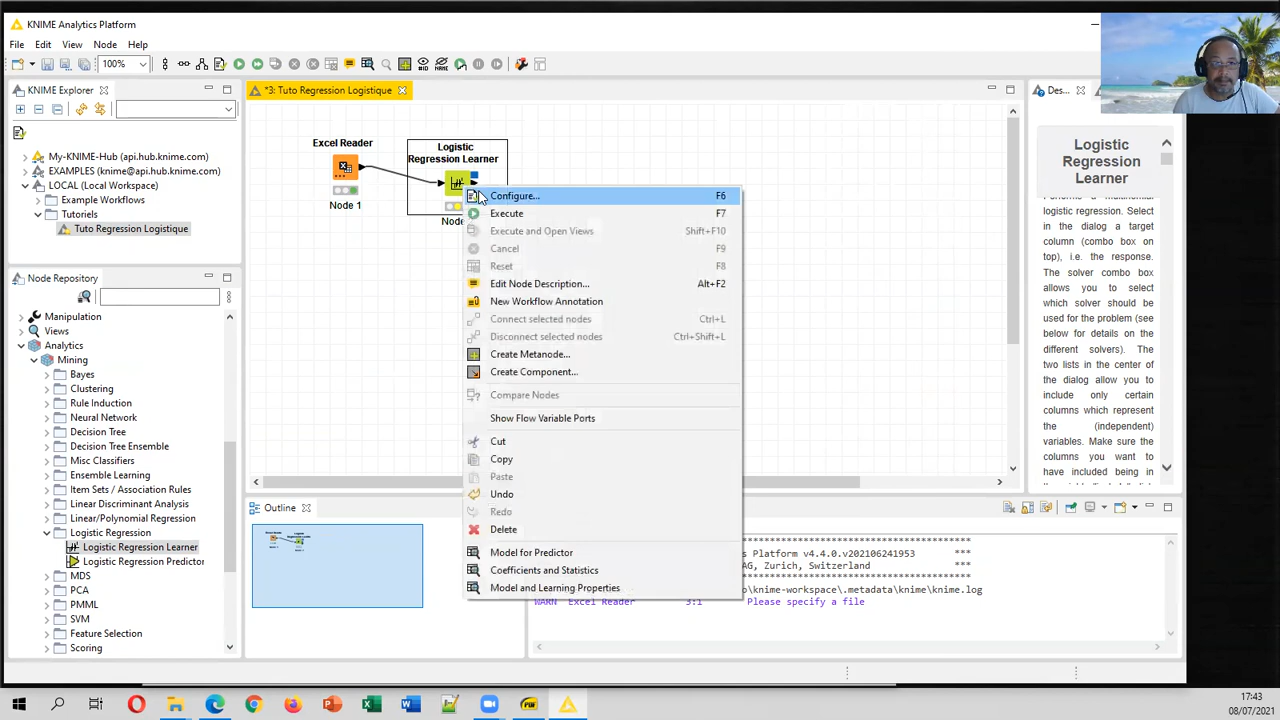 KNIME Analytics Platform
File Edit View Node Help
100%
KNIME Explorer
My-KNIME-Hub (api.hub.knime.com)
EXAMPLES (knime@api.hub.knime.com)
LOCAL (Local Workspace)
Example Workflows
Tutoriels
Tuto Regression Logistique
Node Repository
Manipulation
Views
Analytics
Mining
Bayes
Clustering
Rule Induction
Neural Network
Decision Tree
Decision Tree Ensemble
Misc Classifiers
Ensemble Learning
Item Sets / Association Rules
Linear Discriminant Analysis
Linear/Polynomial Regression
Logistic Regression
Logistic Regression Learner
Logistic Regression Predictor
MDS
PCA
PMML
SVM
Feature Selection
Scoring
*3: Tuto Regression Logistique
Excel Reader
Node 1
Logistic
Regression Learner
Node
Configure... F6
Execute F7
Execute and Open Views Shift+F10
Cancel F9
Reset F8
Edit Node Description... Alt+F2
New Workflow Annotation
Connect selected nodes Ctrl+L
Disconnect selected nodes Ctrl+Shift+L
Create Metanode...
Create Component...
Compare Nodes
Show Flow Variable Ports
Cut
Copy
Paste
Undo
Redo
Delete
Model for Predictor
Coefficients and Statistics
Model and Learning Properties
Outline
Des...
Logistic
Regression
Learner
logistic regression. Select
in the dialog a target
column (combo box on
top), i.e. the response.
The solver combo box
allows you to select
which solver should be
used for the problem (see
below for details on
the different solvers). The
two lists in the center of
the dialog allow you to
include only certain
columns which represent
the (independent)
variables. Make sure the
columns you want to
have included being in
s Platform v4.4.0.v202106241953 ***
AG, Zurich, Switzerland ***
o\knime-workspace\.metadata\knime\knime.log
WARN Excel Reader 3:1 Please specify a file
17:43
08/07/2021